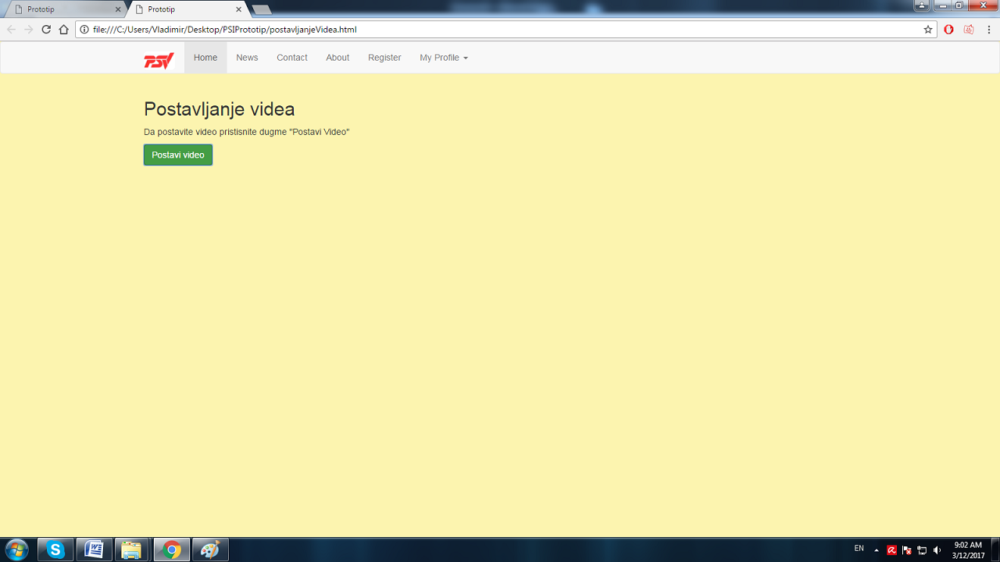 Prototip
Prototip
file:///C:/Users/Vladimir/Desktop/PSIPrototip/postavljanjeVidea.html
PSV Home News Contact About Register My Profile
Postavljanje videa
Da postavite video pristisnite dugme "Postavi Video"
Postavi video
EN
9:02 AM
3/12/2017